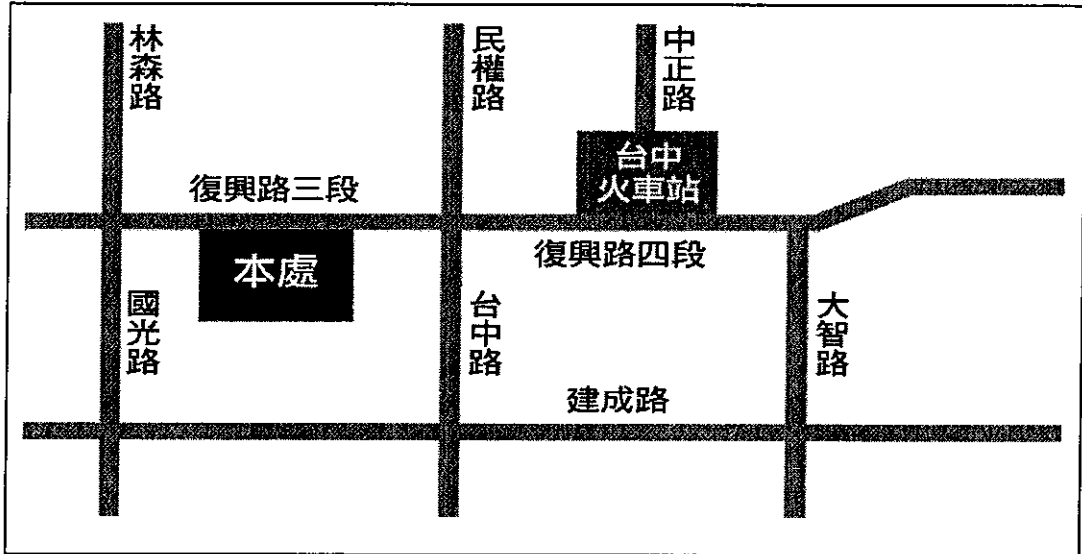 林森路
民權路
中正路
台中
火車站
復興路三段
復興路四段
本處
國光路
台中路
大智路
建成路